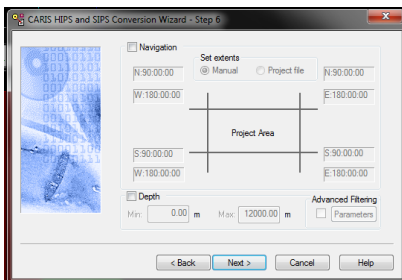 CARIS HIPS and SIPS Conversion Wizard - Step 6
Navigation
Set extents
Manual Project file
N:90:00:00 N:90:00:00
W:180:00:00 E:180:00:00
Project Area
S:90:00:00 S:90:00:00
W:180:00:00 E:180:00:00
Depth
Advanced Filtering
Min: 0.00 m Max: 12000.00 m Parameters
< Back Next > Cancel Help